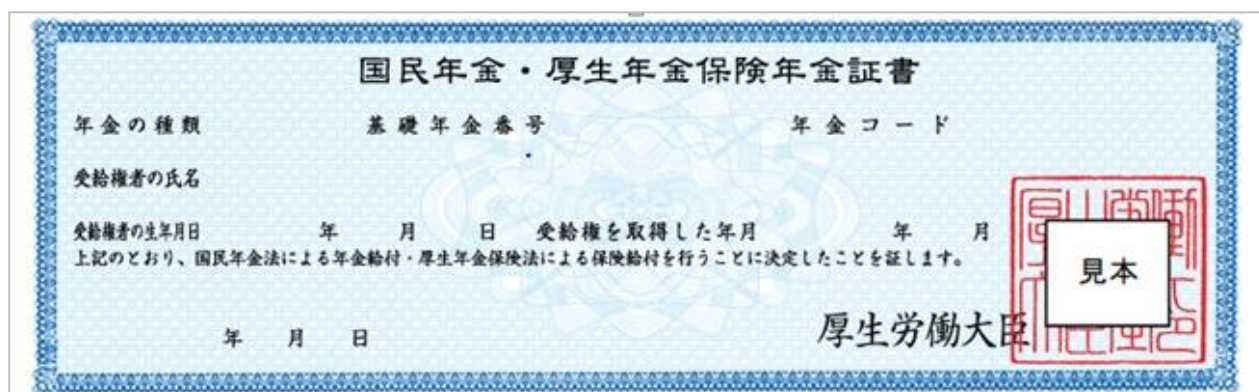 国民年金・厚生年金保険年金証書
年金の種類 基礎年金番号 年金コード
受給権者の氏名
受給権者の生年月日 年 月 日 受給権を取得した年月 年 月
上記のとおり、国民年金法による年金給付・厚生年金保険法による保険給付を行うことに決定したことを証します。
見本
年 月 日 厚生労働大臣